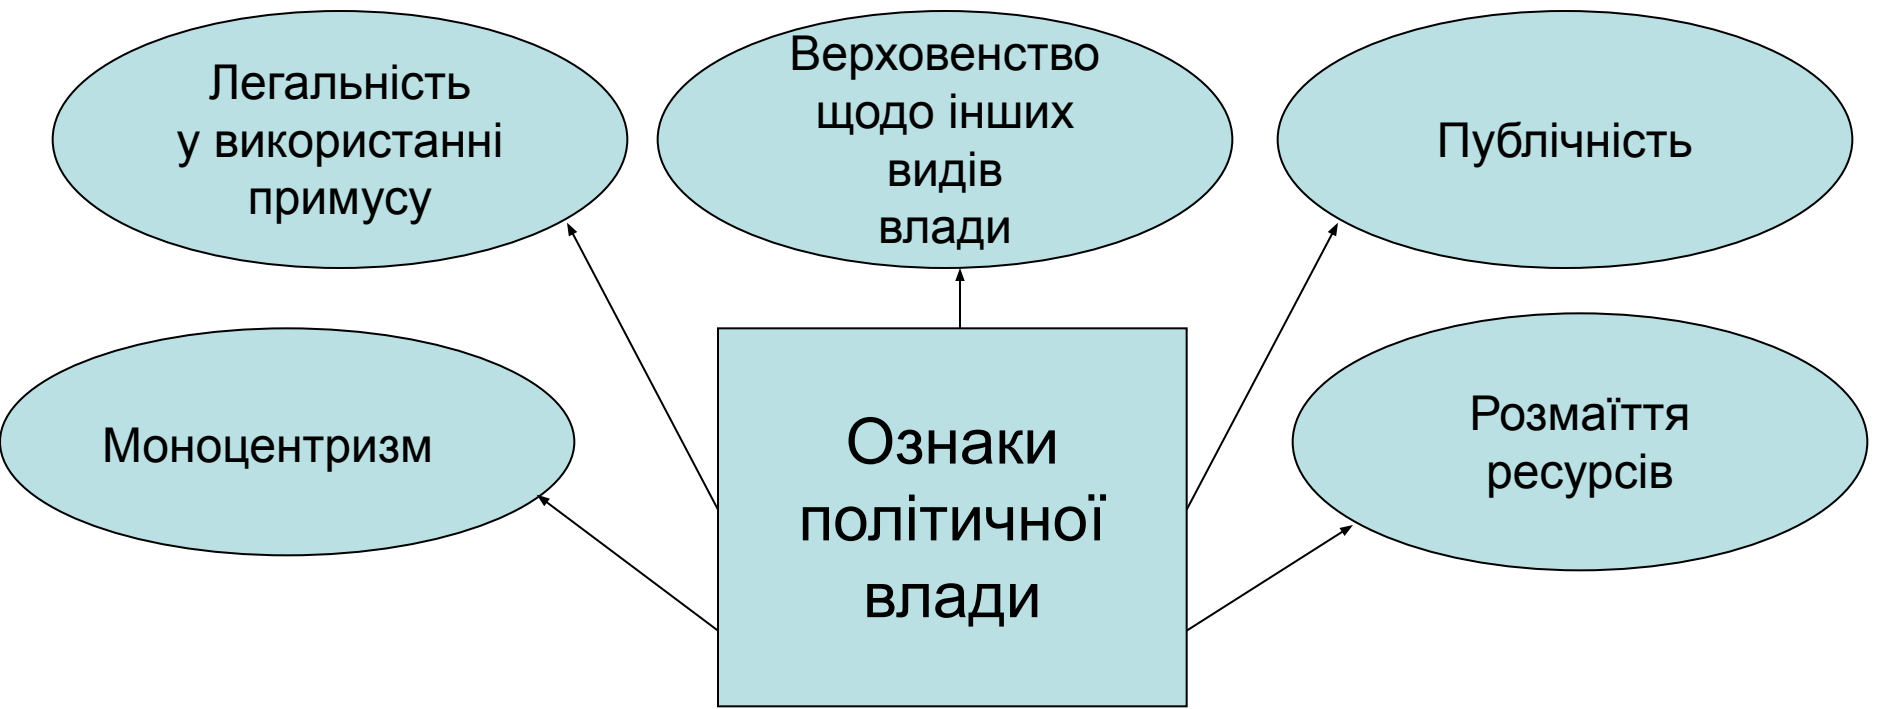 Легальність
у використанні
примусу
Верховенство
щодо інших
видів
влади
Публічність
Моноцентризм
Ознаки
політичної
влади
Розмаїття
ресурсів